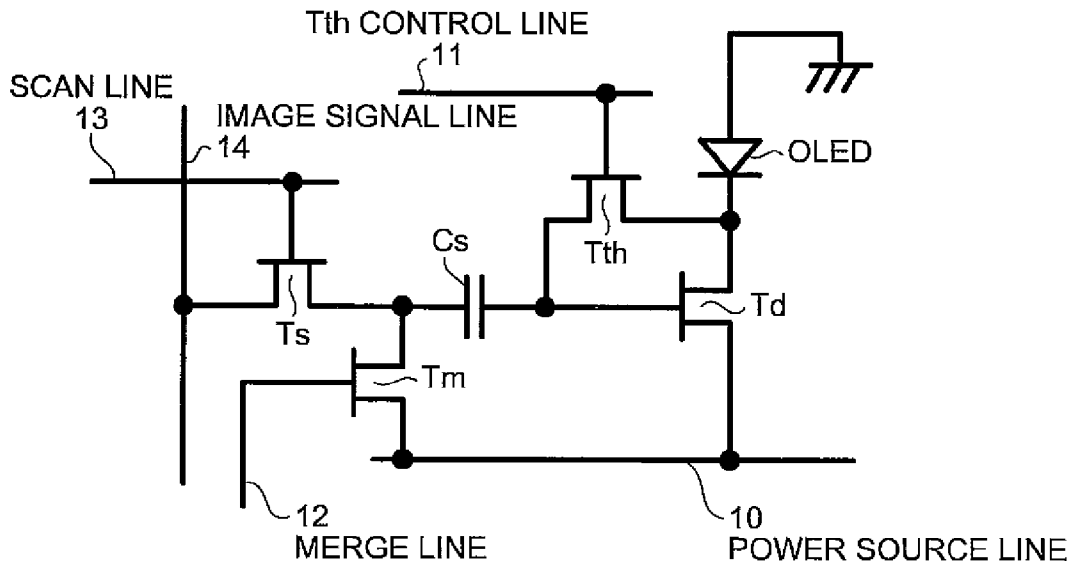 Tth CONTROL LINE
11
SCAN LINE
13
IMAGE SIGNAL LINE
14
OLED
Tth
Cs
Td
Ts
Tm
12
MERGE LINE
10
POWER SOURCE LINE